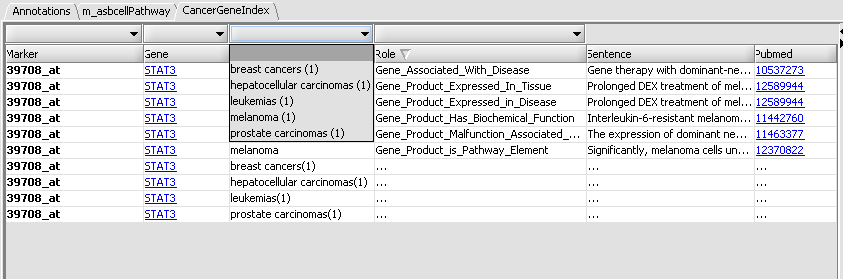 Annotations m_asbcellPathway CancerGeneIndex
Marker Gene Role Sentence Pubmed
39708_at STAT3 breast cancers (1) Gene_Associated_With_Disease Gene therapy with dominant-ne... 10537273
39708_at STAT3 hepatocellular carcinomas (1) Gene_Product_Expressed_In_Tissue Prolonged DEX treatment of mel... 12589944
39708_at STAT3 leukemias (1) Gene_Product_Expressed_in_Disease Prolonged DEX treatment of mel... 12589944
39708_at STAT3 melanoma (1) Gene_Product_Has_Biochemical_Function Interleukin-6-resistant melanom... 11442760
39708_at STAT3 prostate carcinomas (1) Gene_Product_Malfunction_Associated_... The expression of dominant ne... 11463377
39708_at STAT3 melanoma Gene_Product_is_Pathway_Element Significantly, melanoma cells un... 12370822
39708_at STAT3 breast cancers(1) ... ...
39708_at STAT3 hepatocellular carcinomas(1) ... ...
39708_at STAT3 leukemias(1) ... ...
39708_at STAT3 prostate carcinomas(1) ... ...